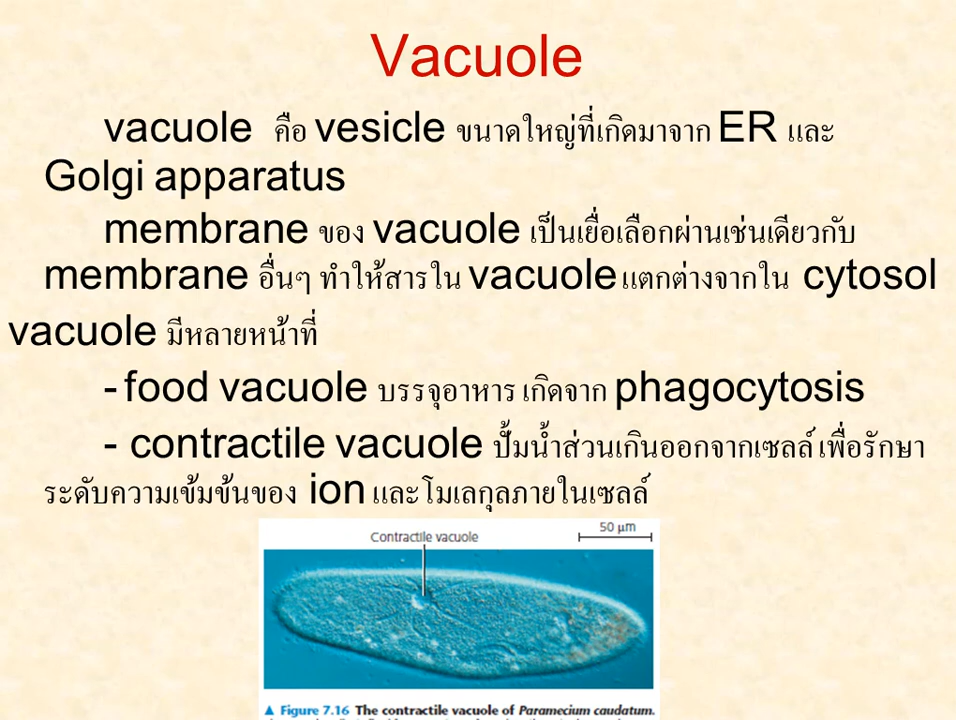 Vacuole
vacuole คือ vesicle ขนาดใหญ่ที่เกิดมาจาก ER และ
Golgi apparatus
membrane ของ vacuole เป็นเยื่อเลือกผ่านเช่นเดียวกับ
membrane อื่นๆ ทำให้สารใน vacuole แตกต่างจากใน cytosol
vacuole มีหลายหน้าที่
- food vacuole บรรจุอาหาร เกิดจาก phagocytosis
- contractile vacuole ปั้มน้ำส่วนเกินออกจากเซลล์ เพื่อรักษา
ระดับความเข้มข้นของ ion และโมเลกุลภายในเซลล์
Contractile vacuole
50 µm
▲ Figure 7.16 The contractile vacuole of Paramecium caudatum.